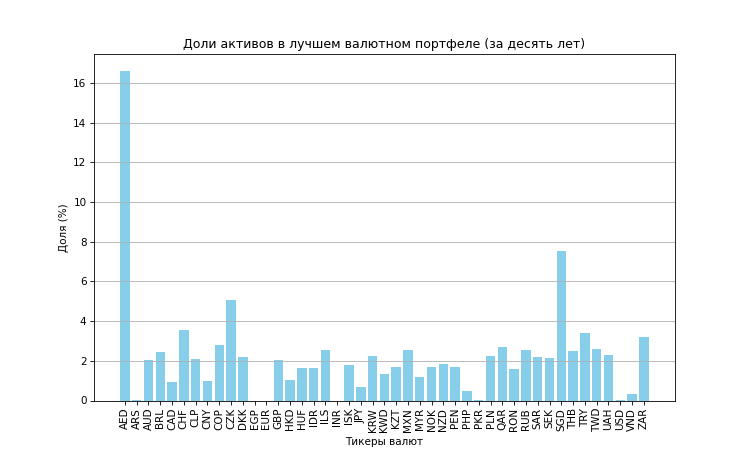 Доли активов в лучшем валютном портфеле (за десять лет)
Доля (%)
16
14
12
10
8
6
4
2
0
AED ARS AUD BRL CAD CHF CLP CNY COP CZK DKK EGP EUR GBP HKD HUF IDR ILS INR ISK JPY KRW KWD KZT MXN MYR NOK NZD PEN PHP PKR PLN QAR RON RUB SAR SEK SGD THB TRY TWD UAH USD VND ZAR
Тикеры валют